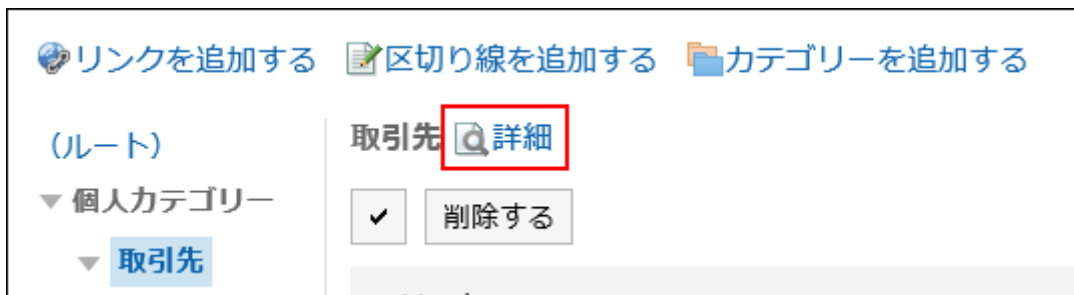 リンクを追加する 区切り線を追加する カテゴリーを追加する
(ルート)
個人カテゴリー
取引先
取引先 詳細
削除する